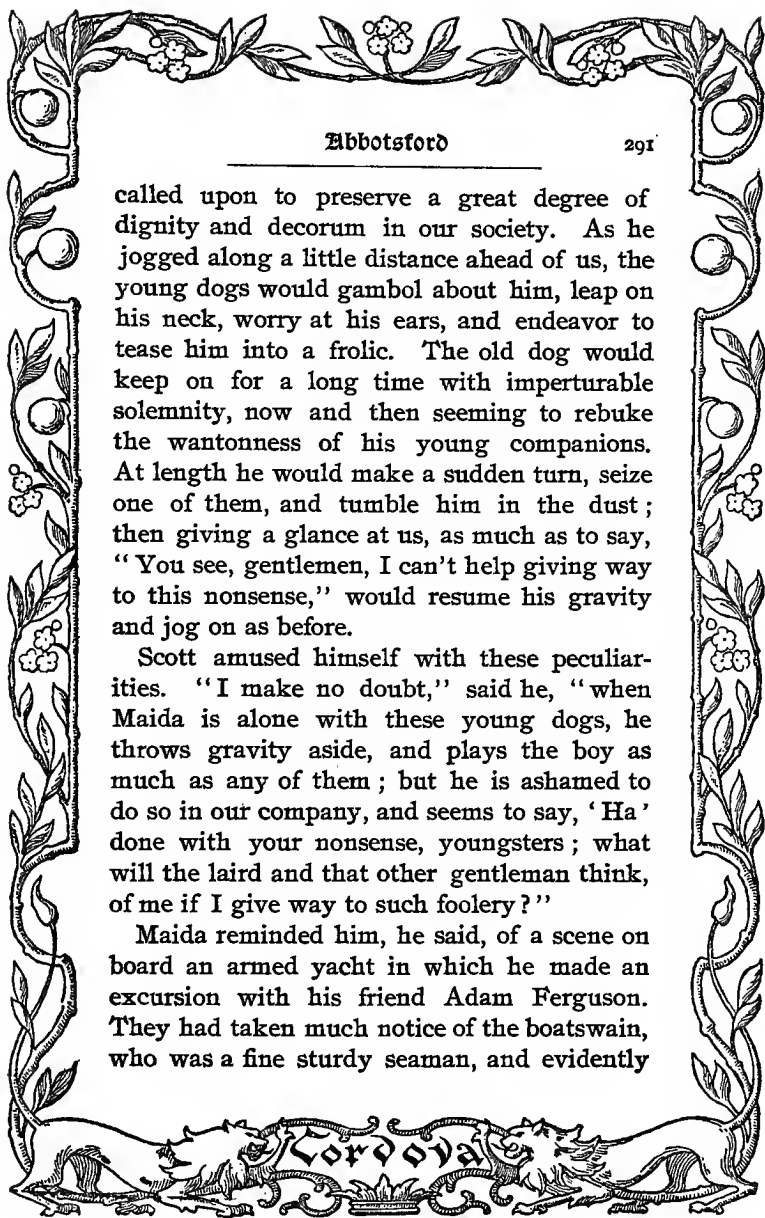 Abbotsford 291
called upon to preserve a great degree of
dignity and decorum in our society. As he
jogged along a little distance ahead of us, the
young dogs would gambol about him, leap on
his neck, worry at his ears, and endeavor to
tease him into a frolic. The old dog would
keep on for a long time with imperturable
solemnity, now and then seeming to rebuke
the wantonness of his young companions.
At length he would make a sudden turn, seize
one of them, and tumble him in the dust ;
then giving a glance at us, as much as to say,
“ You see, gentlemen, I can’t help giving way
to this nonsense,” would resume his gravity
and jog on as before.
Scott amused himself with these peculiar-
ities. “I make no doubt,” said he, “when
Maida is alone with these young dogs, he
throws gravity aside, and plays the boy as
much as any of them ; but he is ashamed to
do so in our company, and seems to say, ‘ Ha’
done with your nonsense, youngsters ; what
will the laird and that other gentleman think,
of me if I give way to such foolery ? ”
Maida reminded him, he said, of a scene on
board an armed yacht in which he made an
excursion with his friend Adam Ferguson.
They had taken much notice of the boatswain,
who was a fine sturdy seaman, and evidently
Cordova